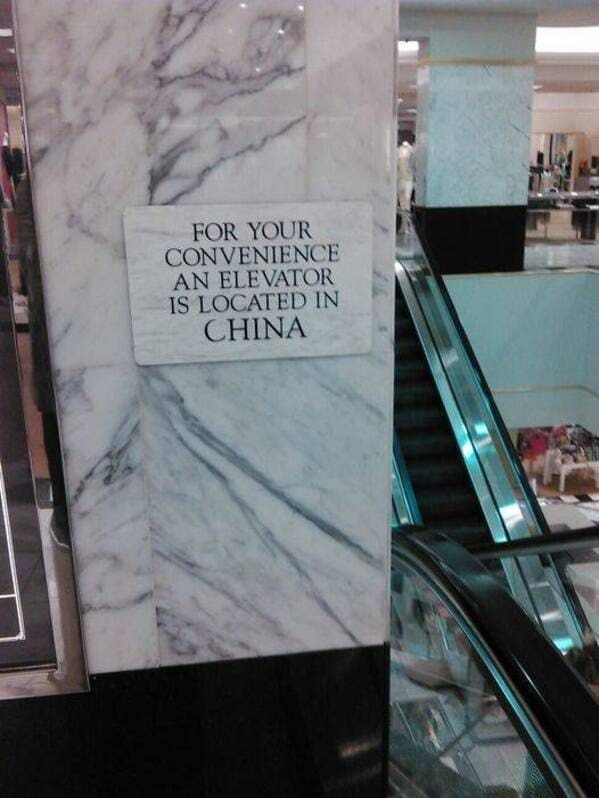 FOR YOUR
CONVENIENCE
AN ELEVATOR
IS LOCATED IN
CHINA